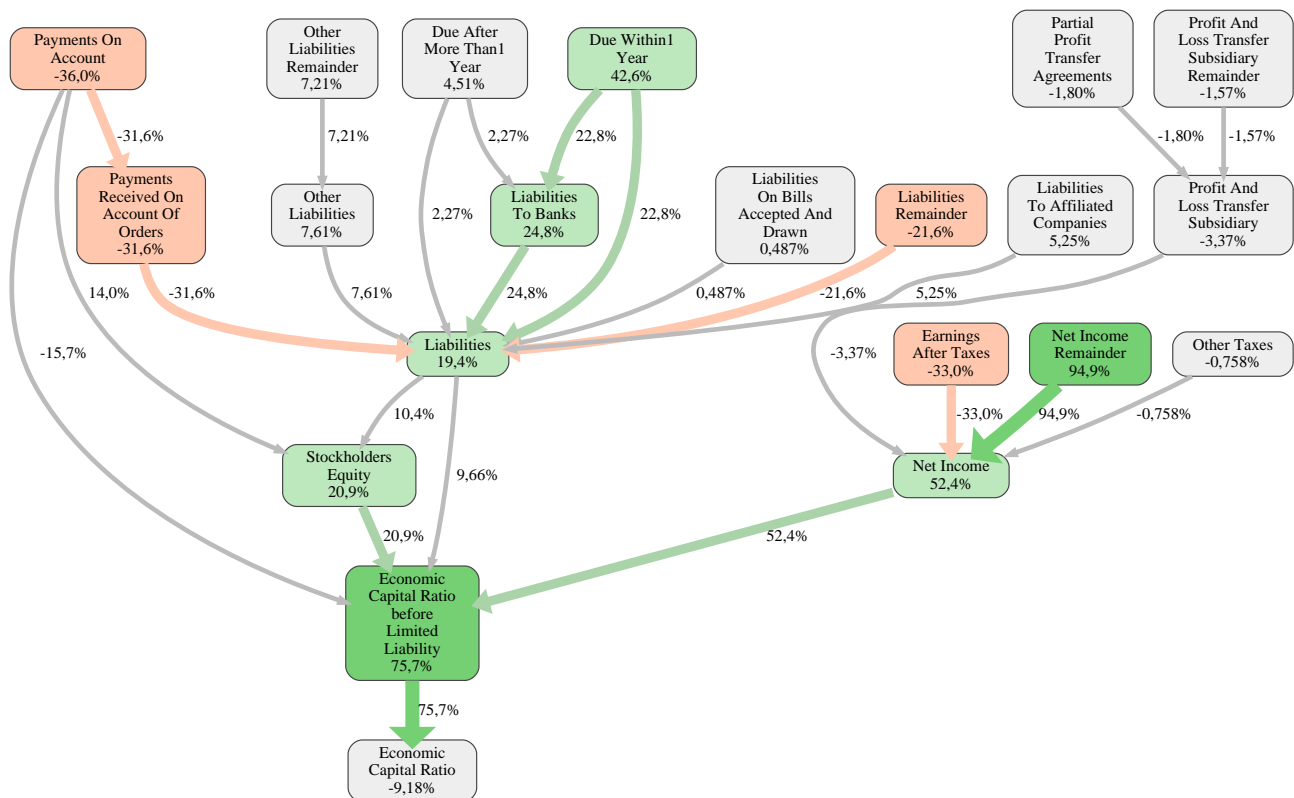 Payments On
Account
-36,0%
Other
Liabilities
Remainder
7,21%
Due After
More Than1
Year
4,51%
Due Within1
Year
42,6%
Partial
Profit
Transfer
Agreements
-1,80%
Profit And
Loss Transfer
Subsidiary
Remainder
-1,57%
-31,6%
7,21%
2,27%
22,8%
-1,80%
-1,57%
Payments
Received On
Account Of
Orders
-31,6%
Other
Liabilities
7,61%
2,27%
Liabilities
To Banks
24,8%
22,8%
Liabilities
On Bills
Accepted And
Drawn
0,487%
Liabilities
Remainder
-21,6%
Liabilities
To Affiliated
Companies
5,25%
Profit And
Loss Transfer
Subsidiary
-3,37%
14,0%
-31,6%
7,61%
24,8%
0,487%
-21,6%
5,25%
-15,7%
Liabilities
19,4%
-3,37%
Earnings
After Taxes
-33,0%
Net Income
Remainder
94,9%
Other Taxes
-0,758%
10,4%
-33,0%
94,9%
-0,758%
Stockholders
Equity
20,9%
9,66%
Net Income
52,4%
20,9%
52,4%
Economic
Capital Ratio
before
Limited
Liability
75,7%
75,7%
Economic
Capital Ratio
-9,18%